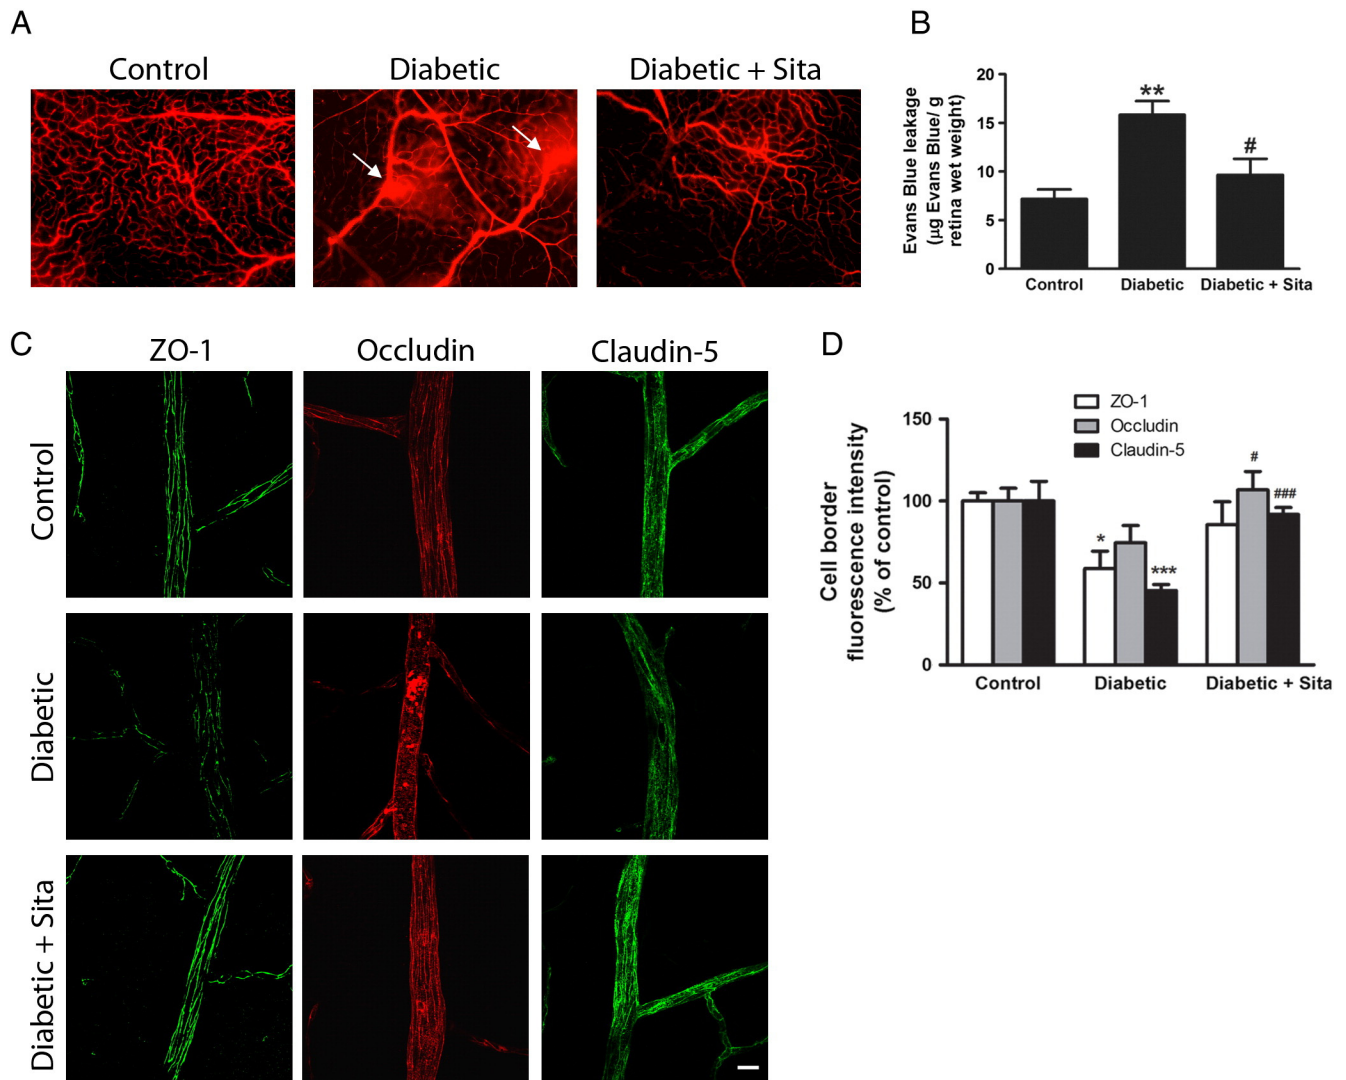 A
Control
Diabetic
Diabetic + Sita
B
Evans Blue leakage
(µg Evans Blue/ g
retina wet weight)
20
15
10
5
0
**
#
Control
Diabetic
Diabetic + Sita
C
ZO-1
Occludin
Claudin-5
Control
Diabetic
Diabetic + Sita
D
Cell border
fluorescence intensity
(% of control)
150
100
50
0
ZO-1
Occludin
Claudin-5
*
***
#
###
Control
Diabetic
Diabetic + Sita